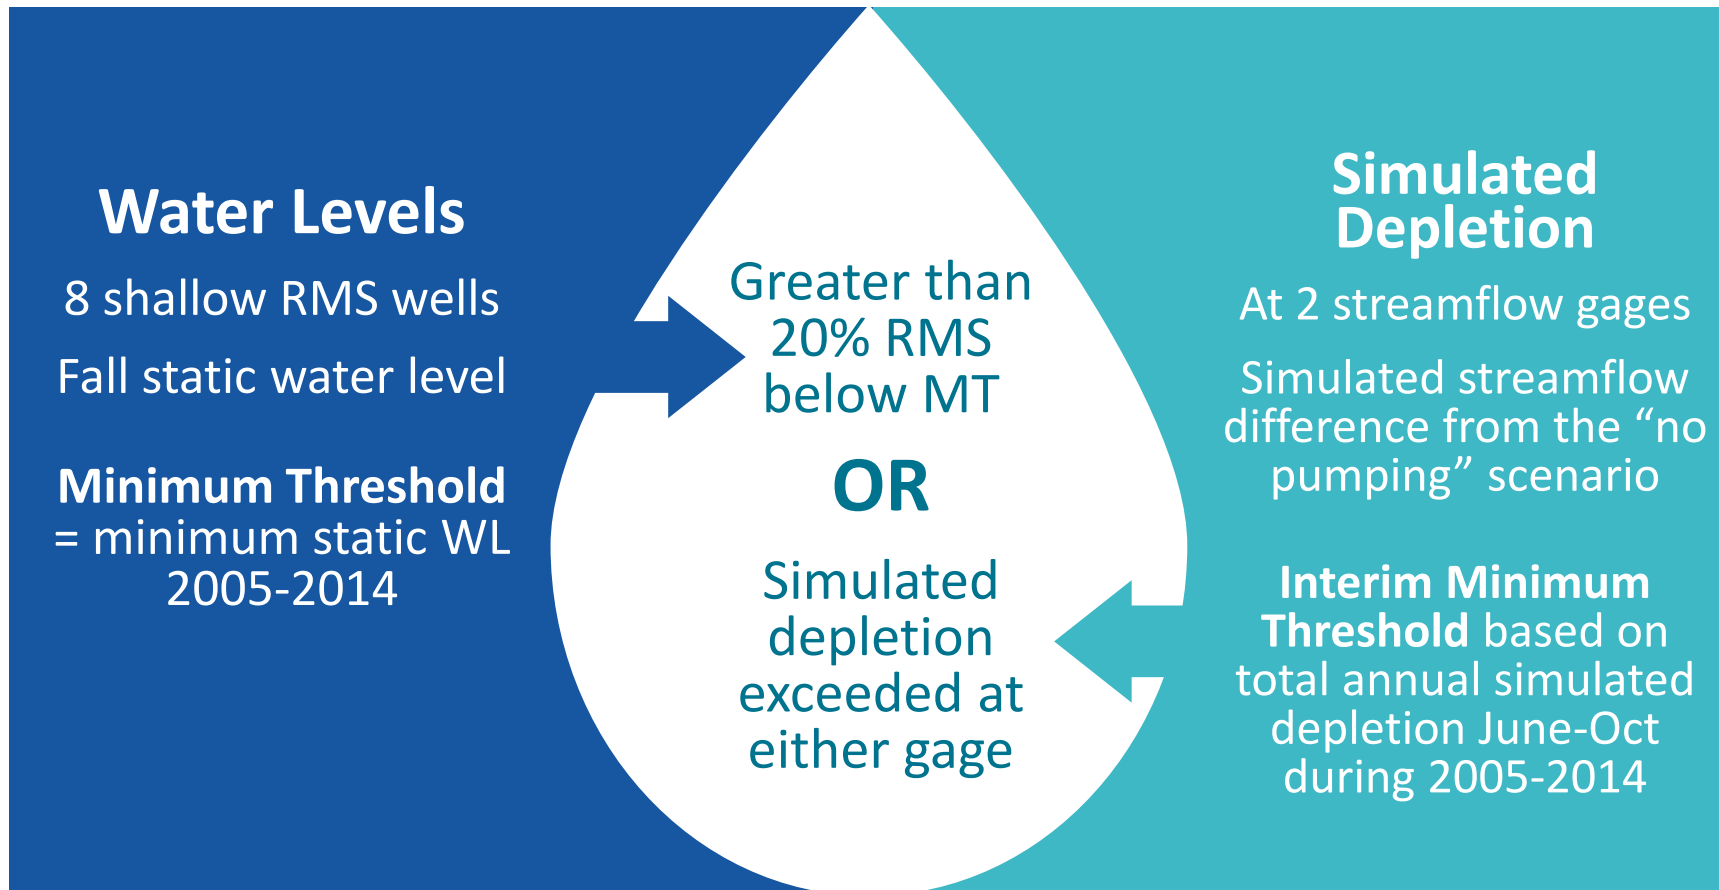 Water Levels
8 shallow RMS wells
Fall static water level
Minimum Threshold
= minimum static WL
2005-2014
Greater than
20% RMS
below MT
OR
Simulated
depletion
exceeded at
either gage
Simulated
Depletion
At 2 streamflow gages
Simulated streamflow
difference from the “no
pumping” scenario
Interim Minimum
Threshold based on
total annual simulated
depletion June-Oct
during 2005-2014